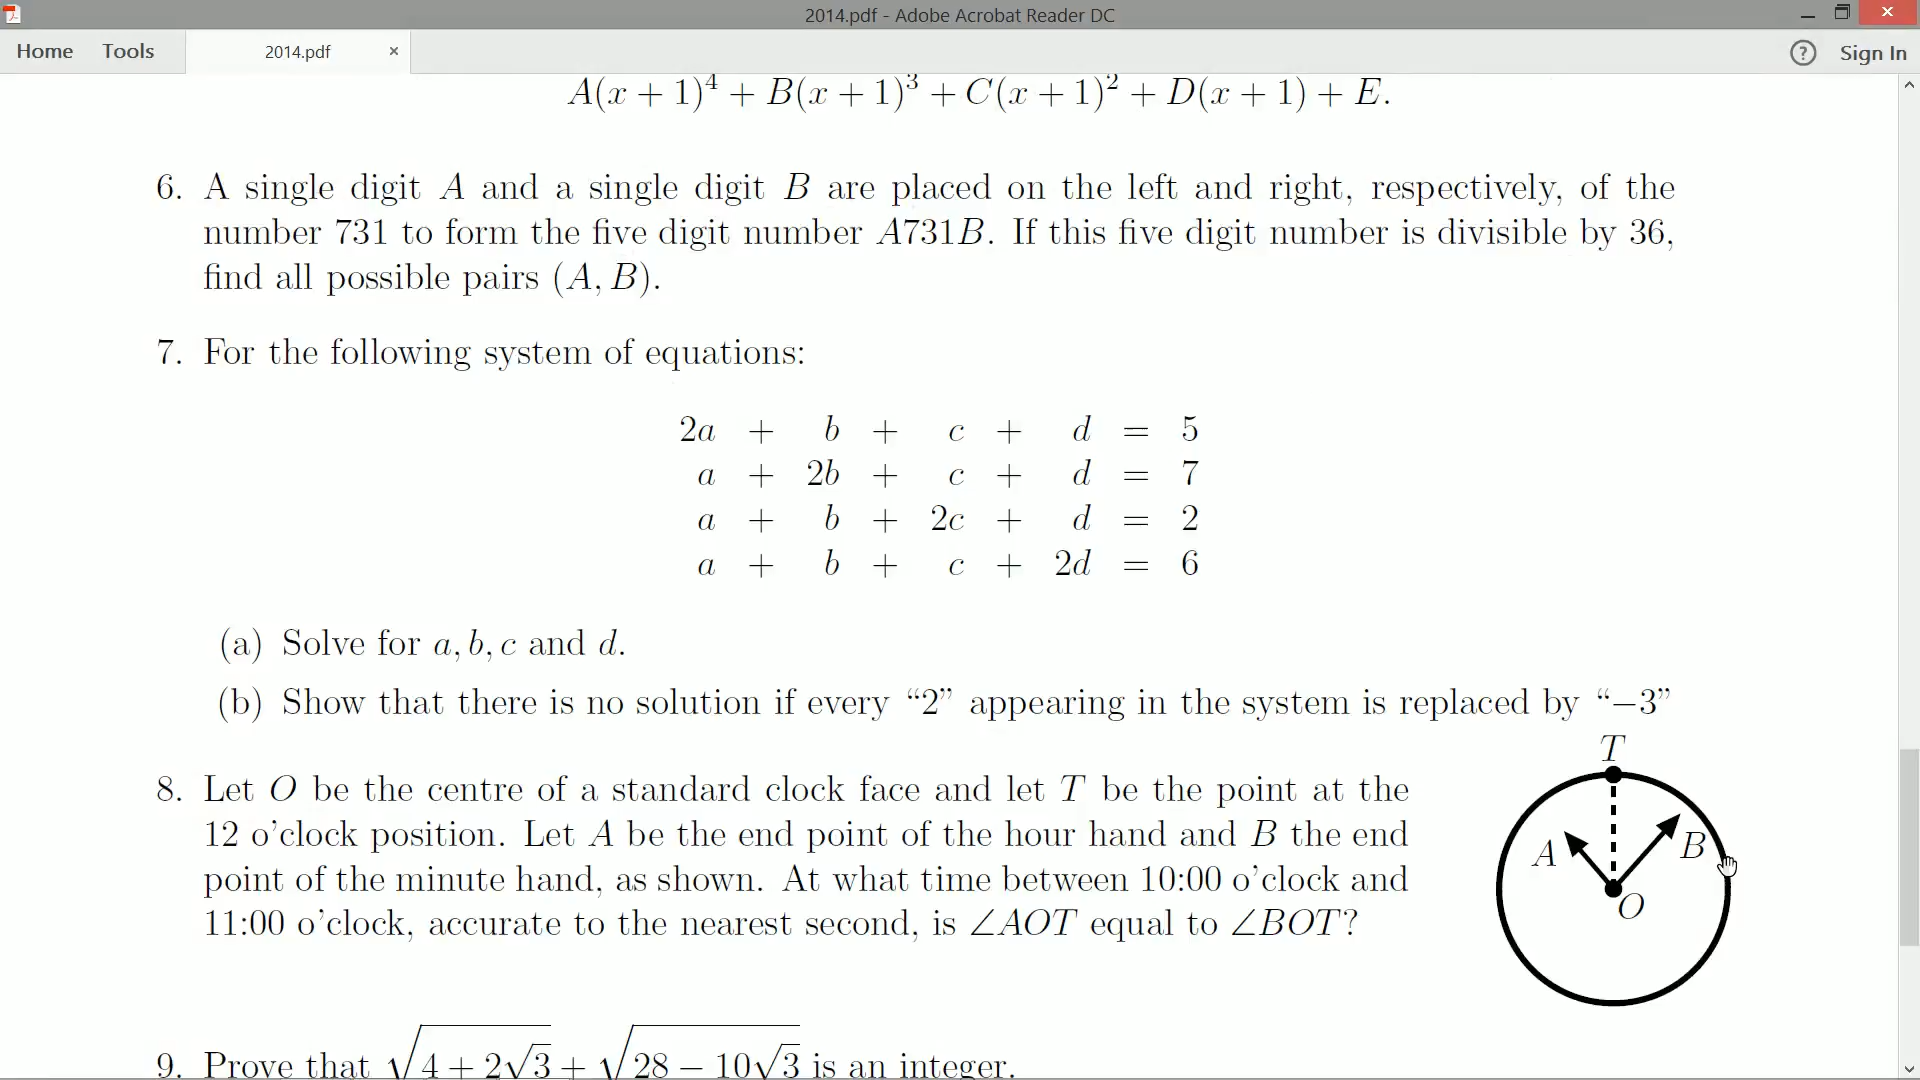 2014.pdf - Adobe Acrobat Reader DC
Home Tools 2014.pdf × ? Sign In
A(x + 1)⁴ + B(x + 1)³ + C(x + 1)² + D(x + 1) + E.
6. A single digit A and a single digit B are placed on the left and right, respectively, of the
number 731 to form the five digit number A731B. If this five digit number is divisible by 36,
find all possible pairs (A, B).
7. For the following system of equations:
2a + b + c + d = 5
a + 2b + c + d = 7
a + b + 2c + d = 2
a + b + c + 2d = 6
(a) Solve for a, b, c and d.
(b) Show that there is no solution if every “2” appearing in the system is replaced by “−3”
8. Let O be the centre of a standard clock face and let T be the point at the
12 o’clock position. Let A be the end point of the hour hand and B the end
point of the minute hand, as shown. At what time between 10:00 o’clock and
11:00 o’clock, accurate to the nearest second, is ∠AOT equal to ∠BOT?
T
A
B
O
9. Prove that √(4 + 2√3) + √(28 − 10√3) is an integer.